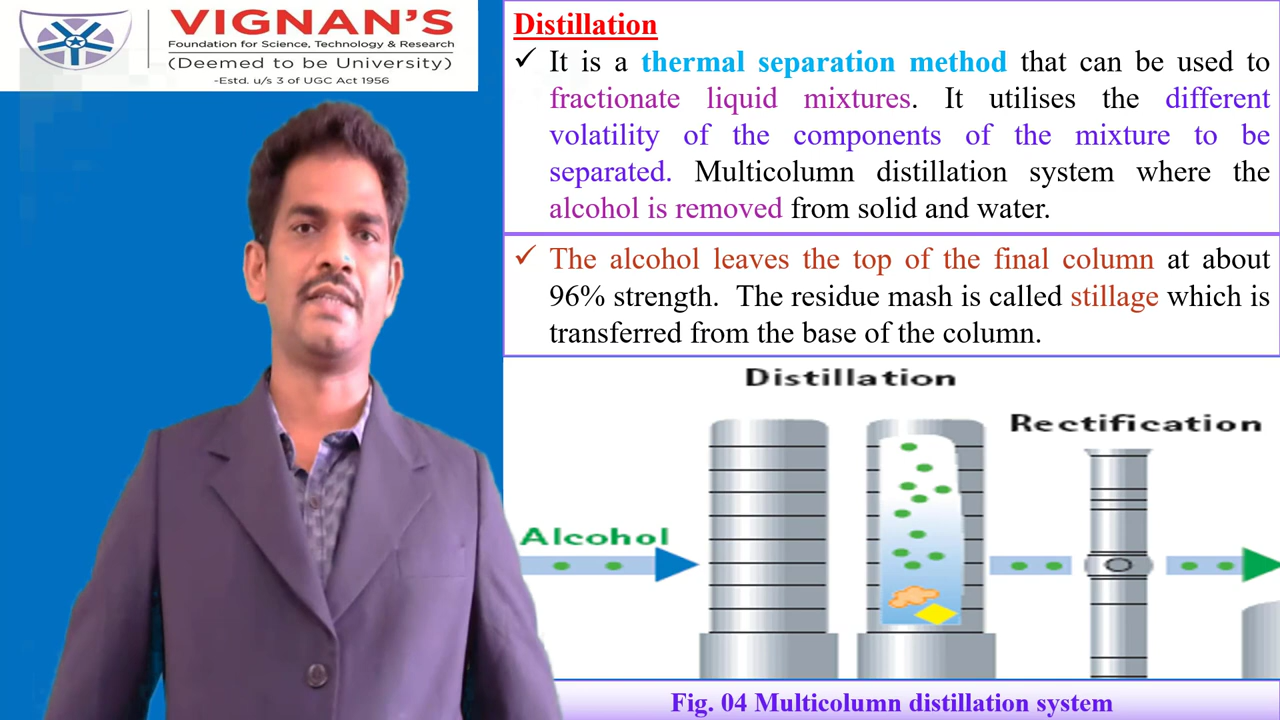 VIGNAN'S
Foundation for Science, Technology & Research
(Deemed to be University)
-Estd. u/s 3 of UGC Act 1956
Distillation
✓ It is a thermal separation method that can be used to
fractionate liquid mixtures. It utilises the different
volatility of the components of the mixture to be
separated. Multicolumn distillation system where the
alcohol is removed from solid and water.
✓ The alcohol leaves the top of the final column at about
96% strength. The residue mash is called stillage which is
transferred from the base of the column.
Distillation
Rectification
Alcohol
Fig. 04 Multicolumn distillation system